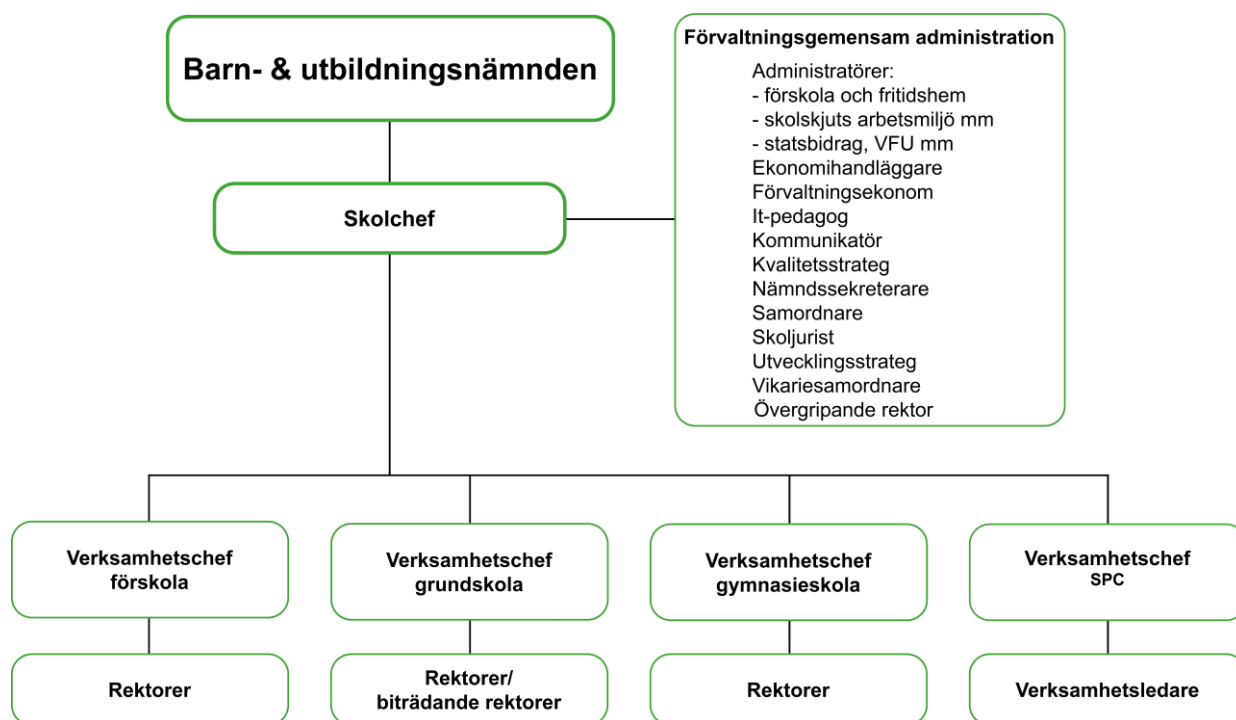 Barn- & utbildningsnämnden
Skolchef
Förvaltningsgemensam administration
Administratörer:
- förskola och fritidshem
- skolskjuts arbetsmiljö mm
- statsbidrag, VFU mm
Ekonomihandläggare
Förvaltningsekonom
It-pedagog
Kommunikatör
Kvalitetsstrateg
Nämndssekreterare
Samordnare
Skoljurist
Utvecklingsstrateg
Vikariesamordnare
Övergripande rektor
Verksamhetschef
förskola
Verksamhetschef
grundskola
Verksamhetschef
gymnasieskola
Verksamhetschef
SPC
Rektorer
Rektorer/
biträdande rektorer
Rektorer
Verksamhetsledare